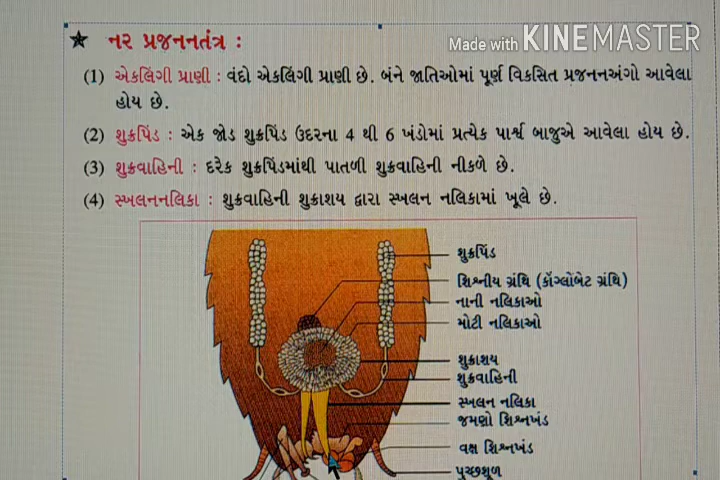 Made with KINEMASTER
★ નર પ્રજનનતંત્ર :
(1) એકલિંગી પ્રાણી : વંદો એકલિંગી પ્રાણી છે. બંને જાતિઓમાં પૂર્ણ વિકસિત પ્રજનનઅંગો આવેલા
હોય છે.
(2) શુક્રપિંડ : એક જોડ શુક્રપિંડ ઉદરના 4 થી 6 ખંડોમાં પ્રત્યેક પાર્શ્વ બાજુએ આવેલા હોય છે.
(3) શુક્રવાહિની : દરેક શુક્રપિંડમાંથી પાતળી શુક્રવાહિની નીકળે છે.
(4) સ્ખલનનલિકા : શુક્રવાહિની શુક્રાશય દ્વારા સ્ખલન નલિકામાં ખૂલે છે.
શુક્રપિંડ
શિશ્નીય ગ્રંથિ (કૉંગ્લોબેટ ગ્રંથિ)
નાની નલિકાઓ
મોટી નલિકાઓ
શુક્રાશય
શુક્રવાહિની
સ્ખલન નલિકા
જમણો શિશ્નખંડ
વક્ષ શિશ્નખંડ
પુચ્છશૂળ